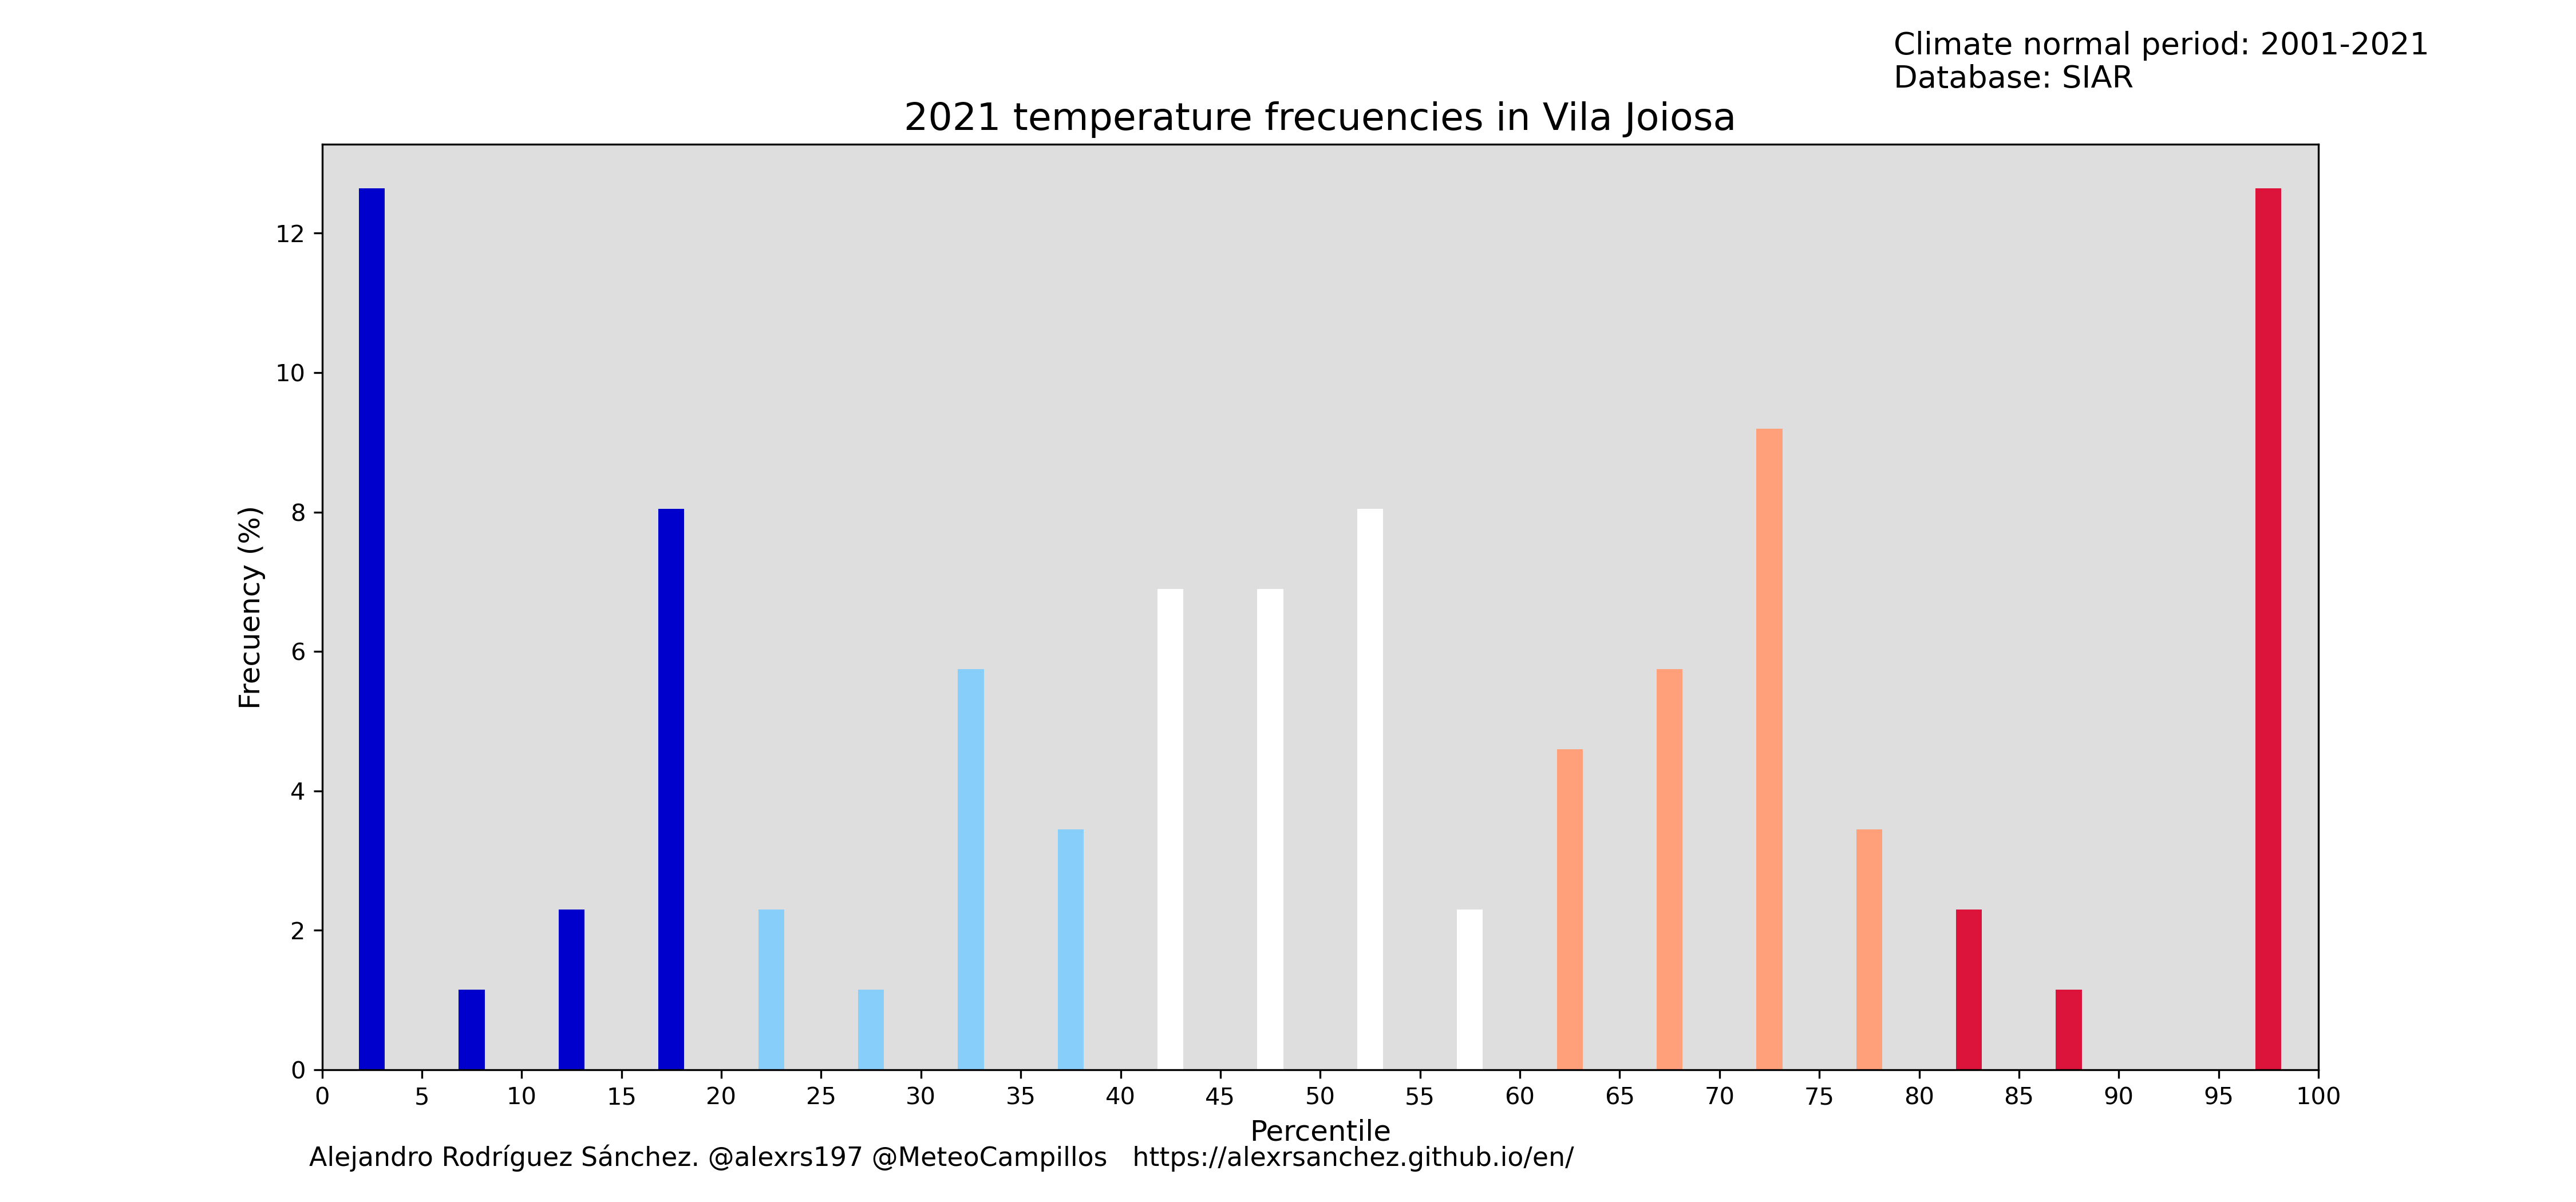 Climate normal period: 2001-2021
Database: SIAR
2021 temperature frecuencies in Vila Joiosa
12
10
8
6
4
2
0
Frecuency (%)
0 5 10 15 20 25 30 35 40 45 50 55 60 65 70 75 80 85 90 95 100
Percentile
Alejandro Rodríguez Sánchez. @alexrs197 @MeteoCampillos https://alexrsanchez.github.io/en/